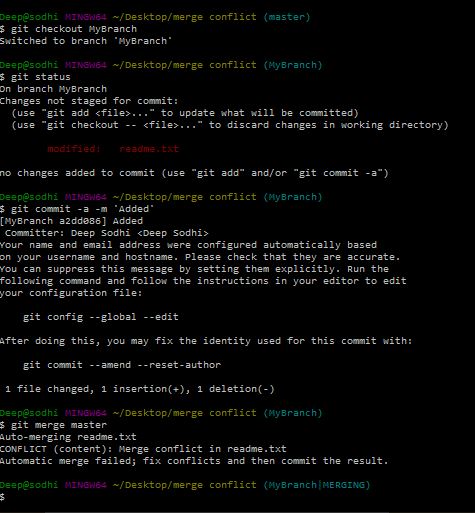 Deep@sodhi MINGW64 ~/Desktop/merge conflict (master)
$ git checkout MyBranch
Switched to branch 'MyBranch'
Deep@sodhi MINGW64 ~/Desktop/merge conflict (MyBranch)
$ git status
On branch MyBranch
Changes not staged for commit:
  (use "git add <file>..." to update what will be committed)
  (use "git checkout -- <file>..." to discard changes in working directory)
        modified:   readme.txt
no changes added to commit (use "git add" and/or "git commit -a")
Deep@sodhi MINGW64 ~/Desktop/merge conflict (MyBranch)
$ git commit -a -m 'Added'
[MyBranch a2dd086] Added
 Committer: Deep Sodhi <Deep Sodhi>
Your name and email address were configured automatically based
on your username and hostname. Please check that they are accurate.
You can suppress this message by setting them explicitly. Run the
following command and follow the instructions in your editor to edit
your configuration file:
    git config --global --edit
After doing this, you may fix the identity used for this commit with:
    git commit --amend --reset-author
 1 file changed, 1 insertion(+), 1 deletion(-)
Deep@sodhi MINGW64 ~/Desktop/merge conflict (MyBranch)
$ git merge master
Auto-merging readme.txt
CONFLICT (content): Merge conflict in readme.txt
Automatic merge failed; fix conflicts and then commit the result.
Deep@sodhi MINGW64 ~/Desktop/merge conflict (MyBranch|MERGING)
$